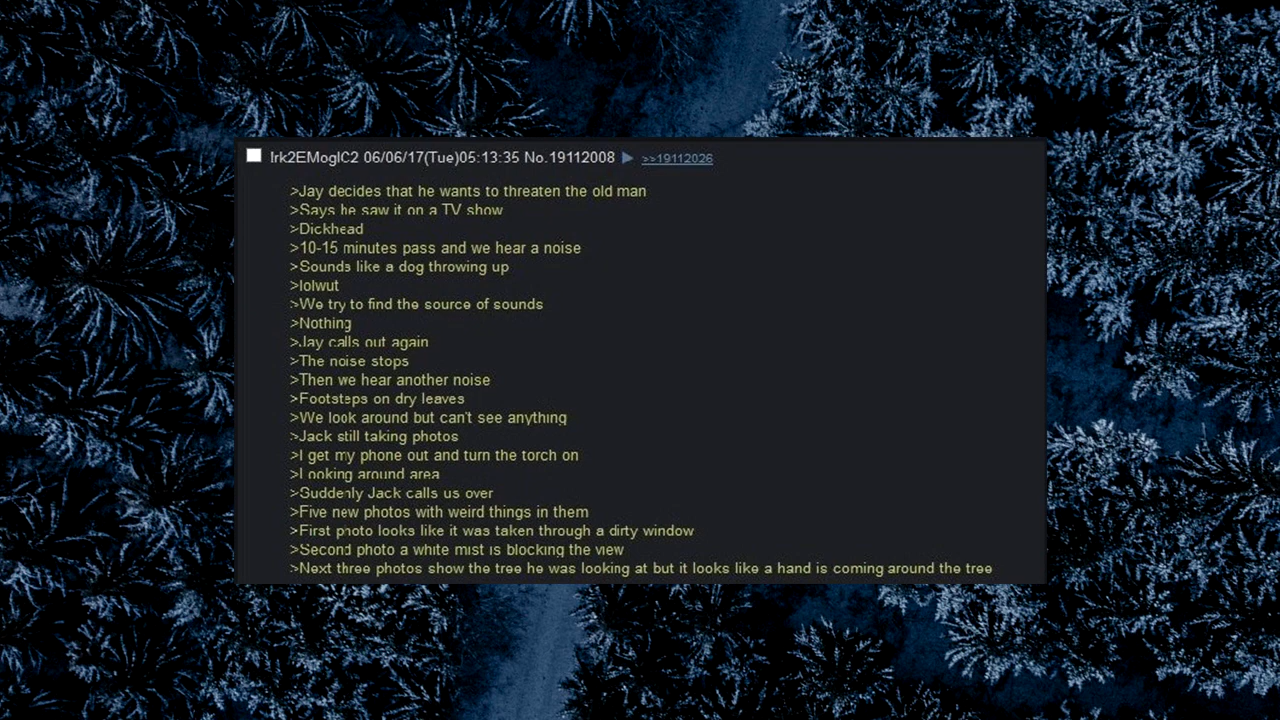 Irk2EMogIC2 06/06/17(Tue)05:13:35 No.19112008 ▶ >>19112026
>Jay decides that he wants to threaten the old man
>Says he saw it on a TV show
>Dickhead
>10-15 minutes pass and we hear a noise
>Sounds like a dog throwing up
>lolwut
>We try to find the source of sounds
>Nothing
>Jay calls out again
>The noise stops
>Then we hear another noise
>Footsteps on dry leaves
>We look around but can't see anything
>Jack still taking photos
>I get my phone out and turn the torch on
>Looking around area
>Suddenly Jack calls us over
>Five new photos with weird things in them
>First photo looks like it was taken through a dirty window
>Second photo a white mist is blocking the view
>Next three photos show the tree he was looking at but it looks like a hand is coming around the tree